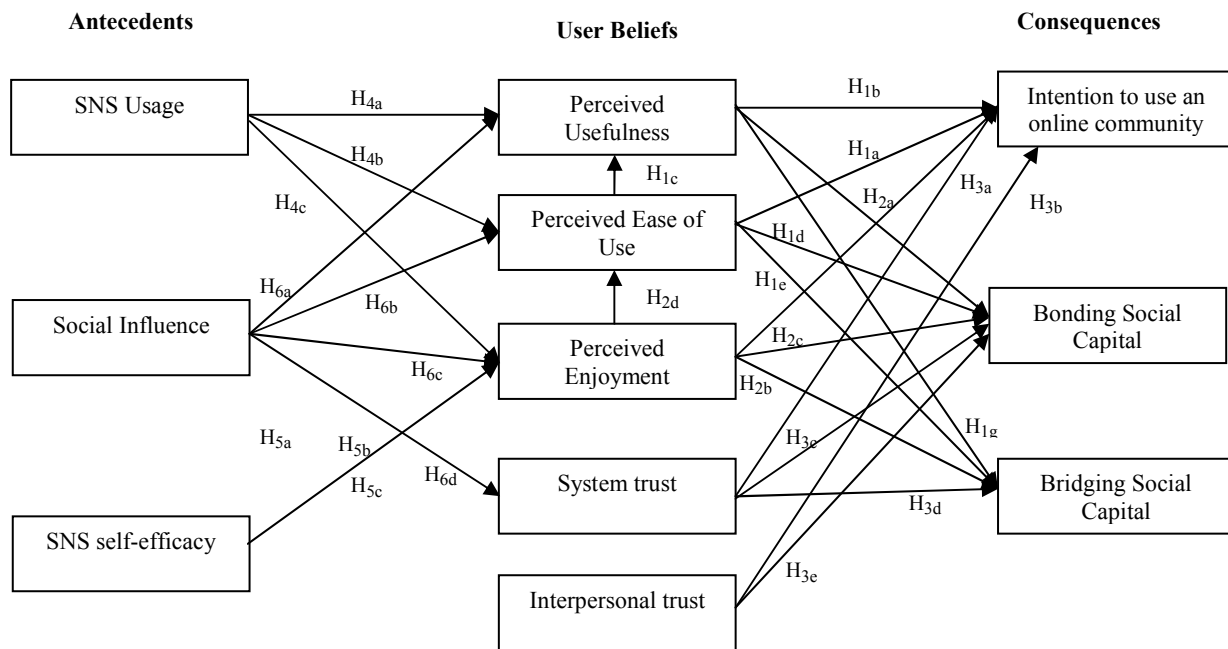 Antecedents
User Beliefs
Consequences
SNS Usage
Social Influence
SNS self-efficacy
Perceived
Usefulness
Perceived Ease of
Use
Perceived
Enjoyment
System trust
Interpersonal trust
Intention to use an
online community
Bonding Social
Capital
Bridging Social
Capital
H4a
H4b
H4c
H6a
H6b
H6c
H5a
H5b
H5c
H6d
H1c
H2d
H1b
H1a
H3a
H2a
H3b
H1d
H1e
H2c
H2b
H1g
H3c
H3d
H3e